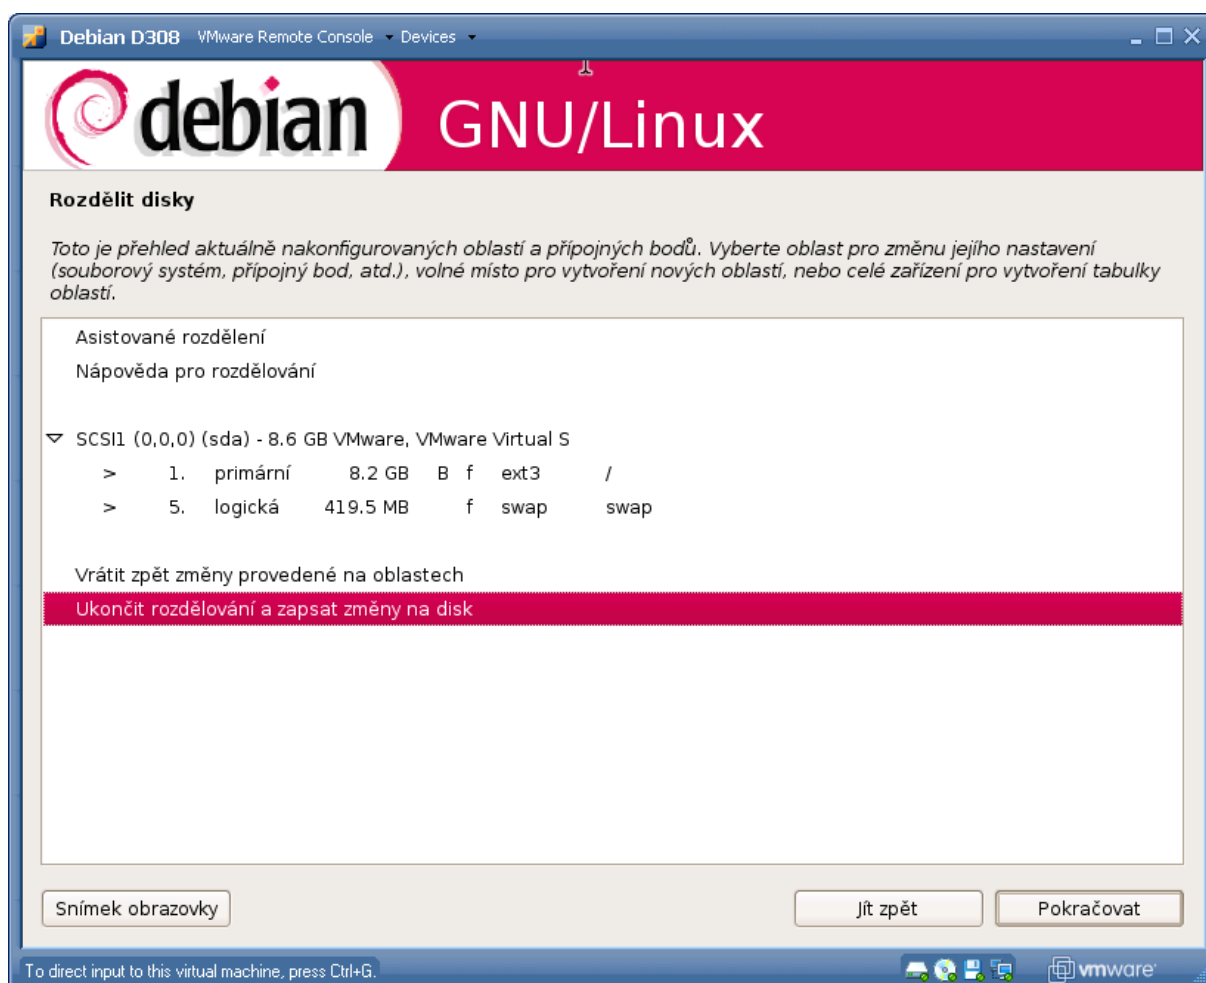 Debian D308 VMware Remote Console Devices
debian GNU/Linux
Rozdělit disky
Toto je přehled aktuálně nakonfigurovaných oblastí a přípojných bodů. Vyberte oblast pro změnu jejího nastavení
(souborový systém, přípojný bod, atd.), volné místo pro vytvoření nových oblastí, nebo celé zařízení pro vytvoření tabulky
oblastí.
Asistované rozdělení
Nápověda pro rozdělování
SCSI1 (0,0,0) (sda) - 8.6 GB VMware, VMware Virtual S
> 1. primární 8.2 GB B f ext3 /
> 5. logická 419.5 MB f swap swap
Vrátit zpět změny provedené na oblastech
Ukončit rozdělování a zapsat změny na disk
Snímek obrazovky Jít zpět Pokračovat
To direct input to this virtual machine, press Ctrl+G. vmware